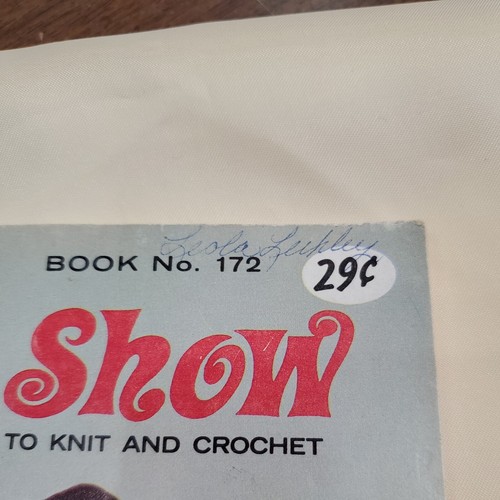 Leola
BOOK No. 172
29¢
Show
TO KNIT AND CROCHET